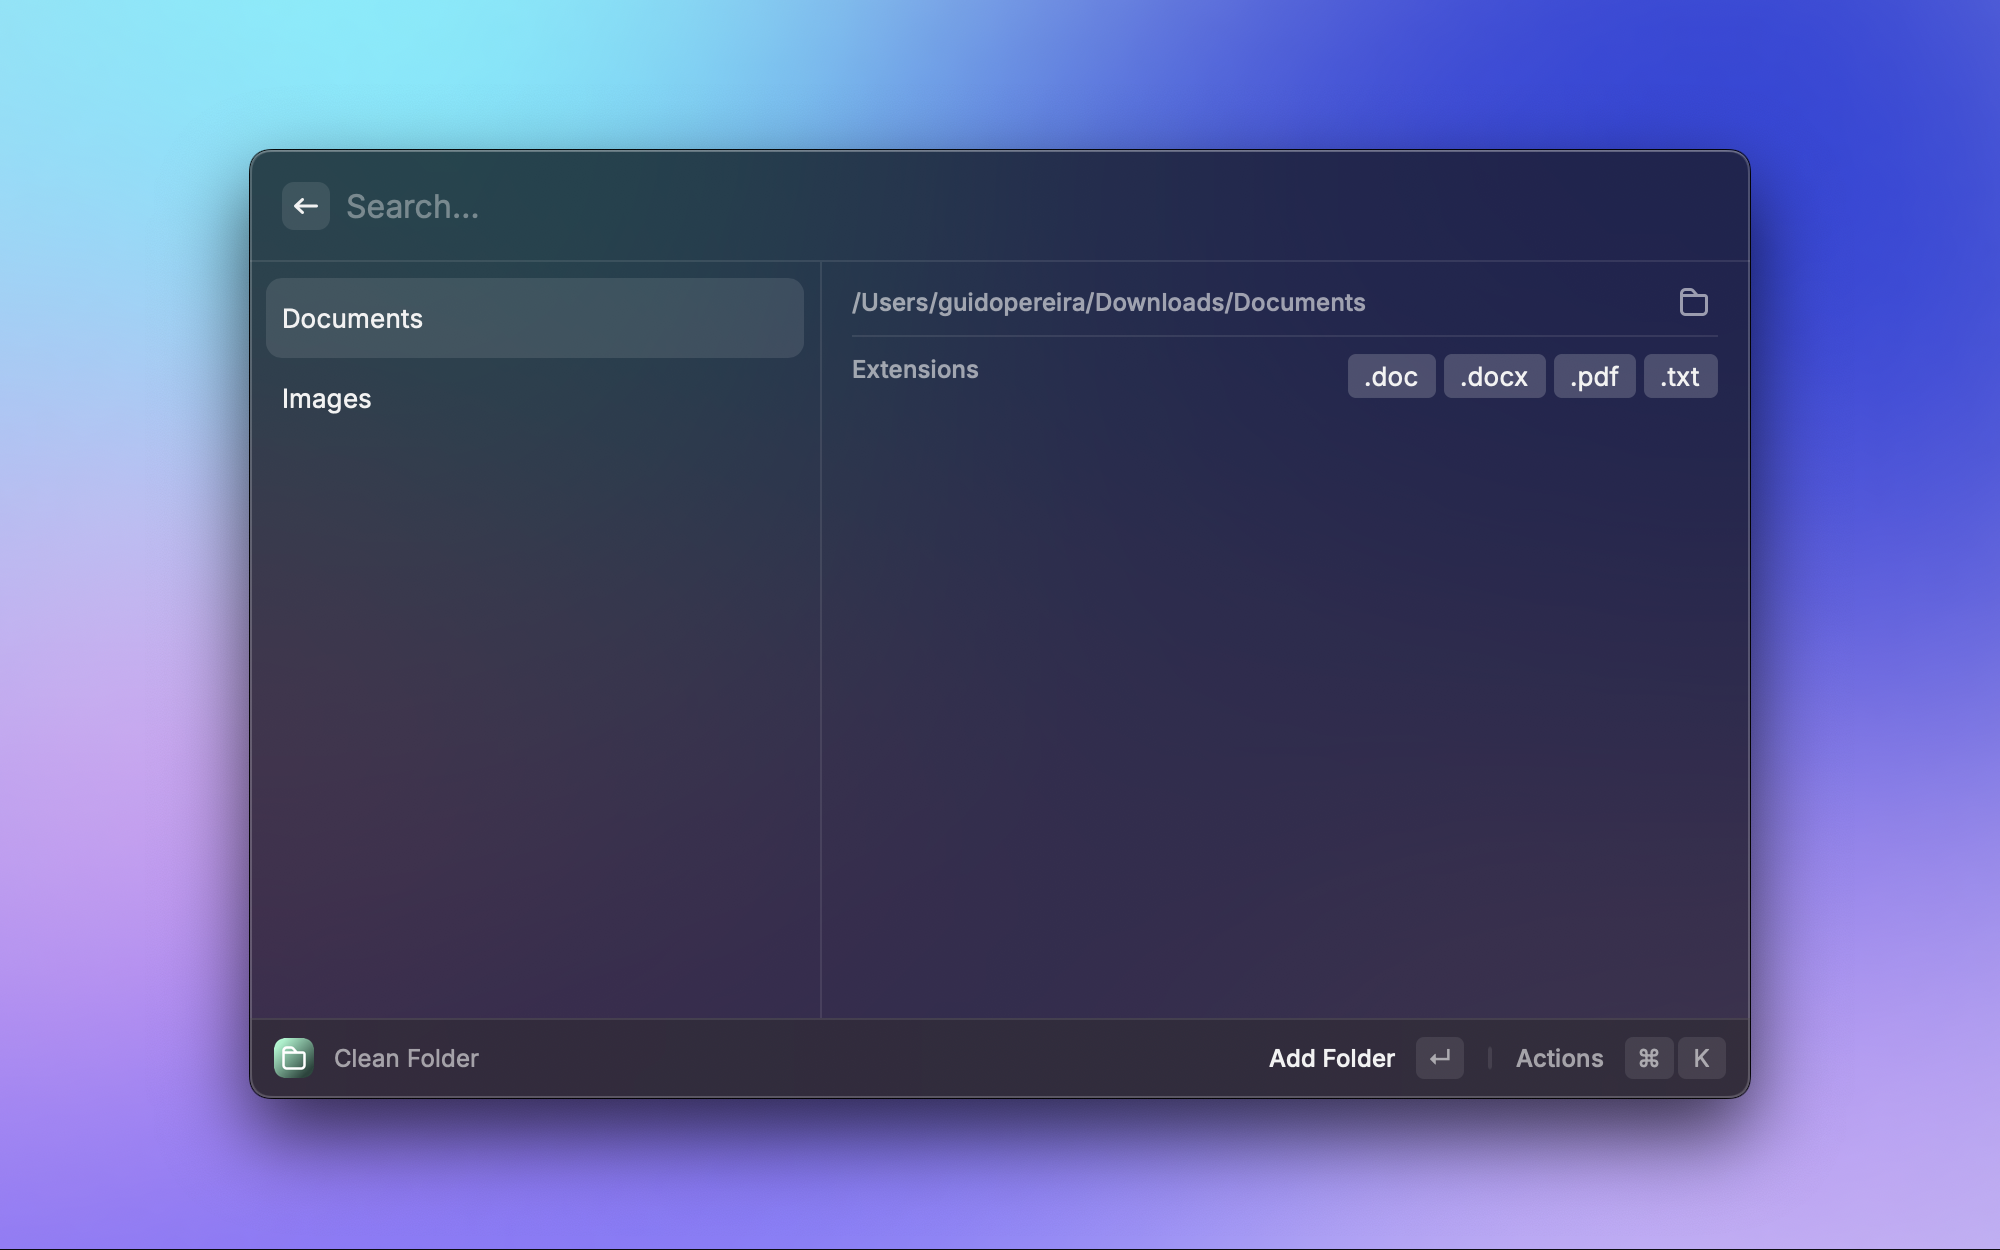 Search...
Documents
Images
/Users/guidopereira/Downloads/Documents
Extensions .doc .docx .pdf .txt
Clean Folder Add Folder ↵ | Actions ⌘ K